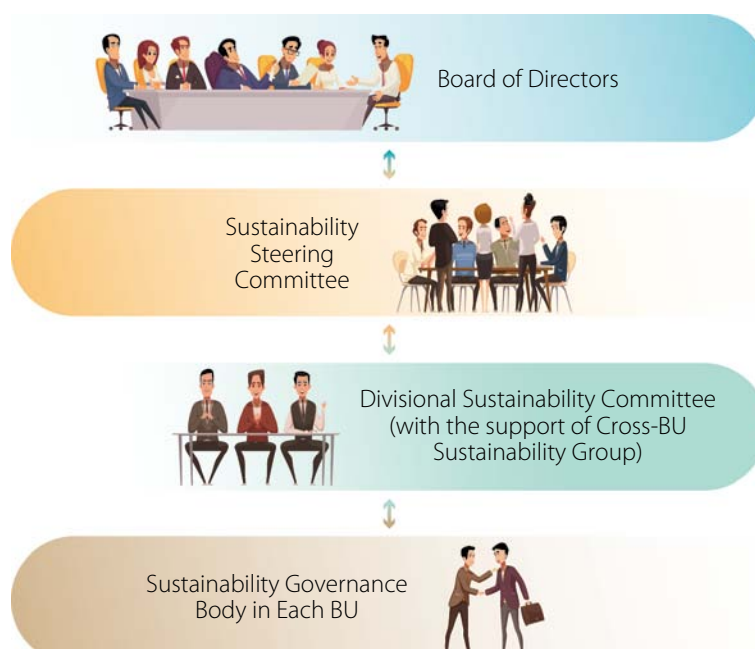 Board of Directors
Sustainability
Steering
Committee
Divisional Sustainability Committee
(with the support of Cross-BU
Sustainability Group)
Sustainability Governance
Body in Each BU